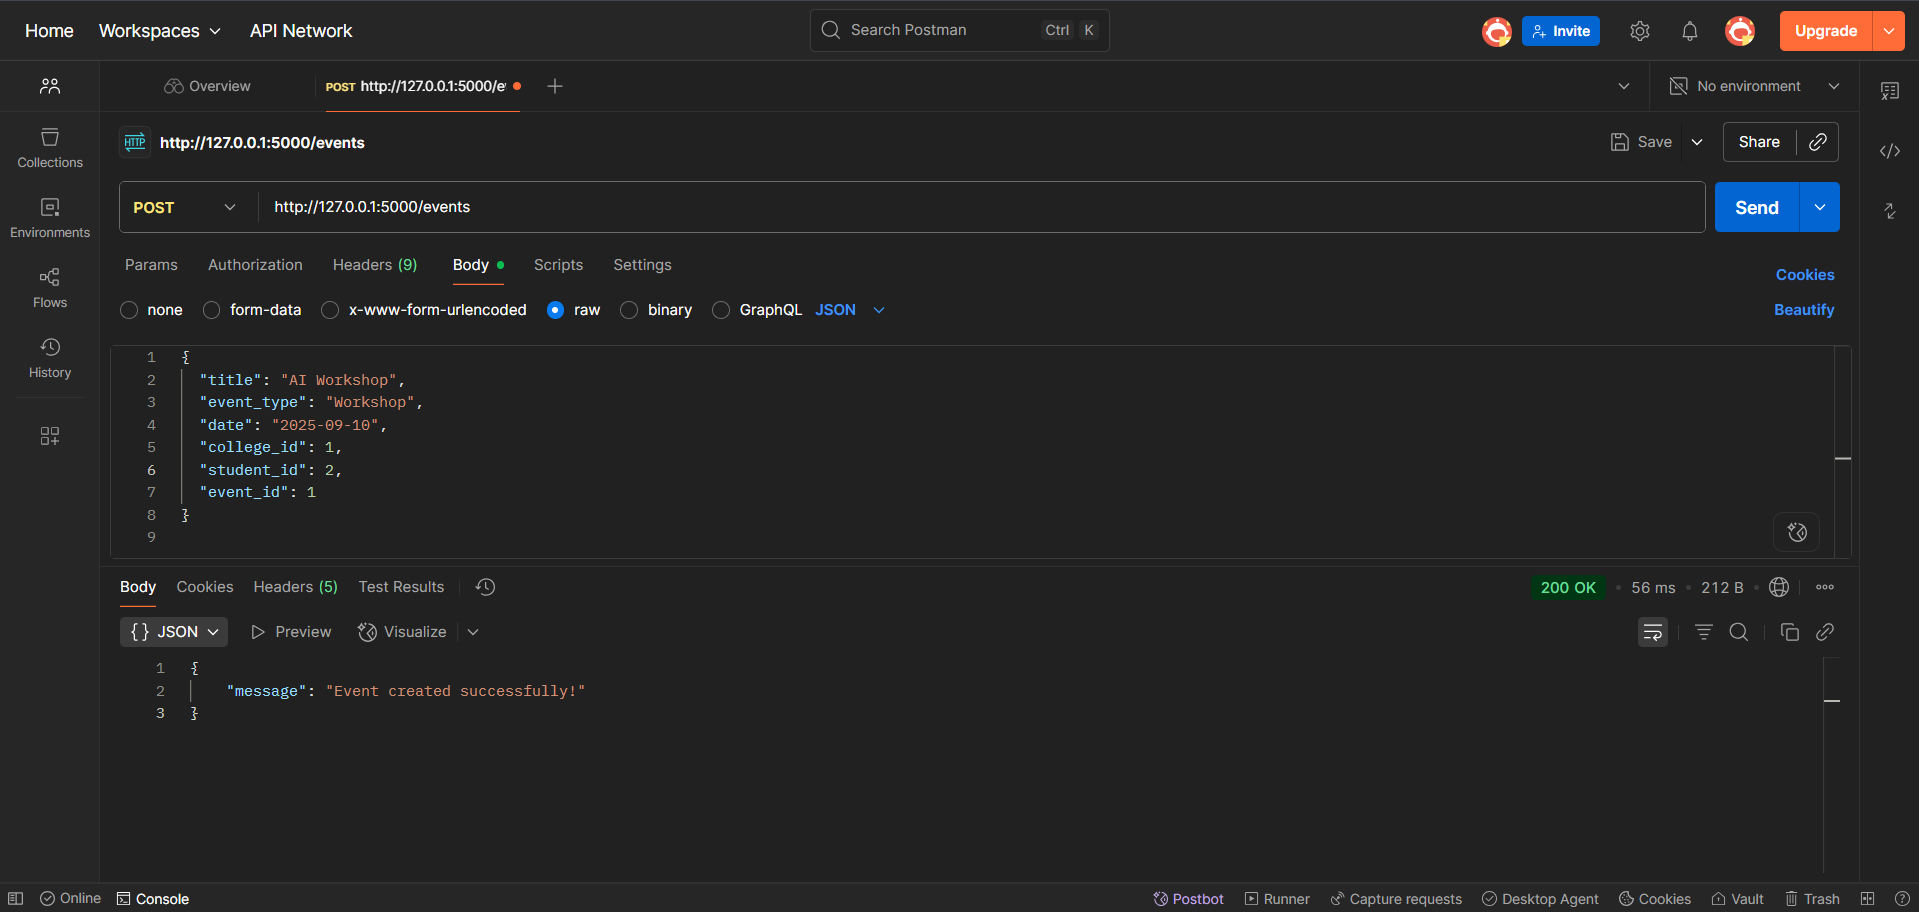 Home Workspaces API Network Search Postman Ctrl K Invite Upgrade
Overview POST http://127.0.0.1:5000/e No environment
HTTP http://127.0.0.1:5000/events Save Share
Collections
POST http://127.0.0.1:5000/events Send
Environments
Params Authorization Headers (9) Body Scripts Settings Cookies
Flows
none form-data x-www-form-urlencoded raw binary GraphQL JSON Beautify
History
1 {
2 "title": "AI Workshop",
3 "event_type": "Workshop",
4 "date": "2025-09-10",
5 "college_id": 1,
6 "student_id": 2,
7 "event_id": 1
8 }
9
Body Cookies Headers (5) Test Results 200 OK 56 ms 212 B
{} JSON Preview Visualize
1 {
2 "message": "Event created successfully!"
3 }
Online Console Postbot Runner Capture requests Desktop Agent Cookies Vault Trash